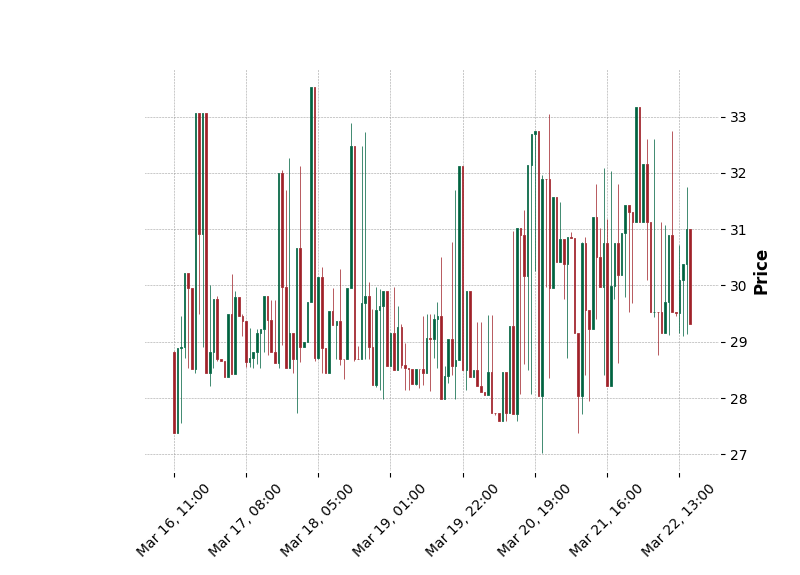 33
32
31
30
29
28
27
Price
Mar 16, 11:00
Mar 17, 08:00
Mar 18, 05:00
Mar 19, 01:00
Mar 19, 22:00
Mar 20, 19:00
Mar 21, 16:00
Mar 22, 13:00